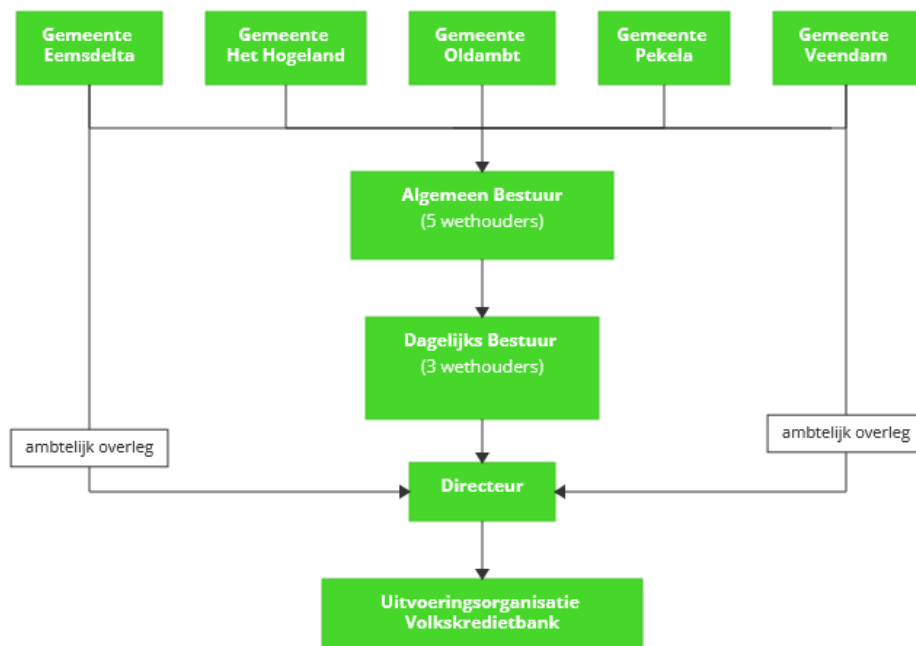 Gemeente
Eemsdelta
Gemeente
Het Hogeland
Gemeente
Oldambt
Gemeente
Pekela
Gemeente
Veendam
Algemeen Bestuur
(5 wethouders)
Dagelijks Bestuur
(3 wethouders)
ambtelijk overleg
ambtelijk overleg
Directeur
Uitvoeringsorganisatie
Volkskredietbank